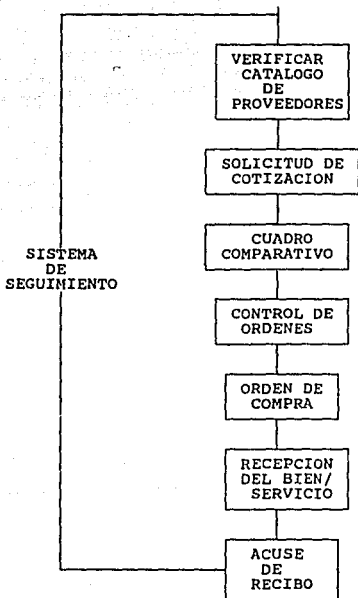 VERIFICAR
CATALOGO
DE
PROVEEDORES
SOLICITUD DE
COTIZACION
CUADRO
COMPARATIVO
SISTEMA
DE
SEGUIMIENTO
CONTROL DE
ORDENES
ORDEN DE
COMPRA
RECEPCION
DEL BIEN/
SERVICIO
ACUSE
DE
RECIBO